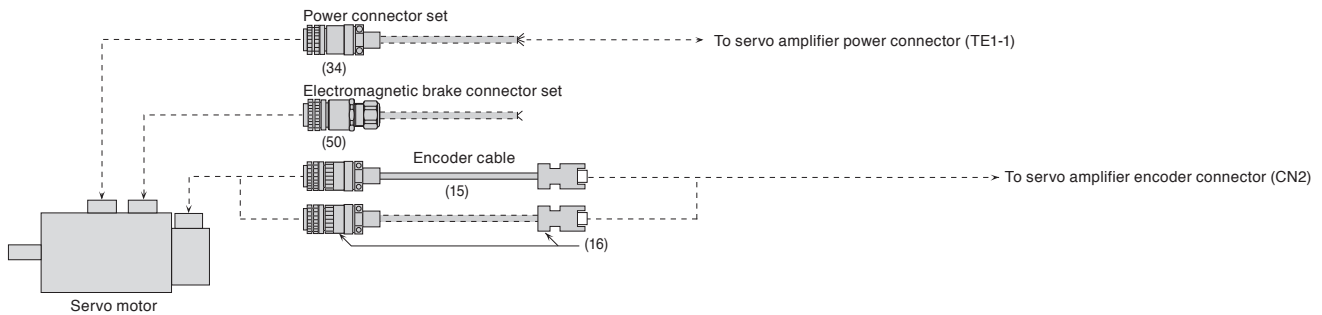 Power connector set
To servo amplifier power connector (TE1-1)
(34)
Electromagnetic brake connector set
(50)
Encoder cable
(15)
To servo amplifier encoder connector (CN2)
(16)
Servo motor